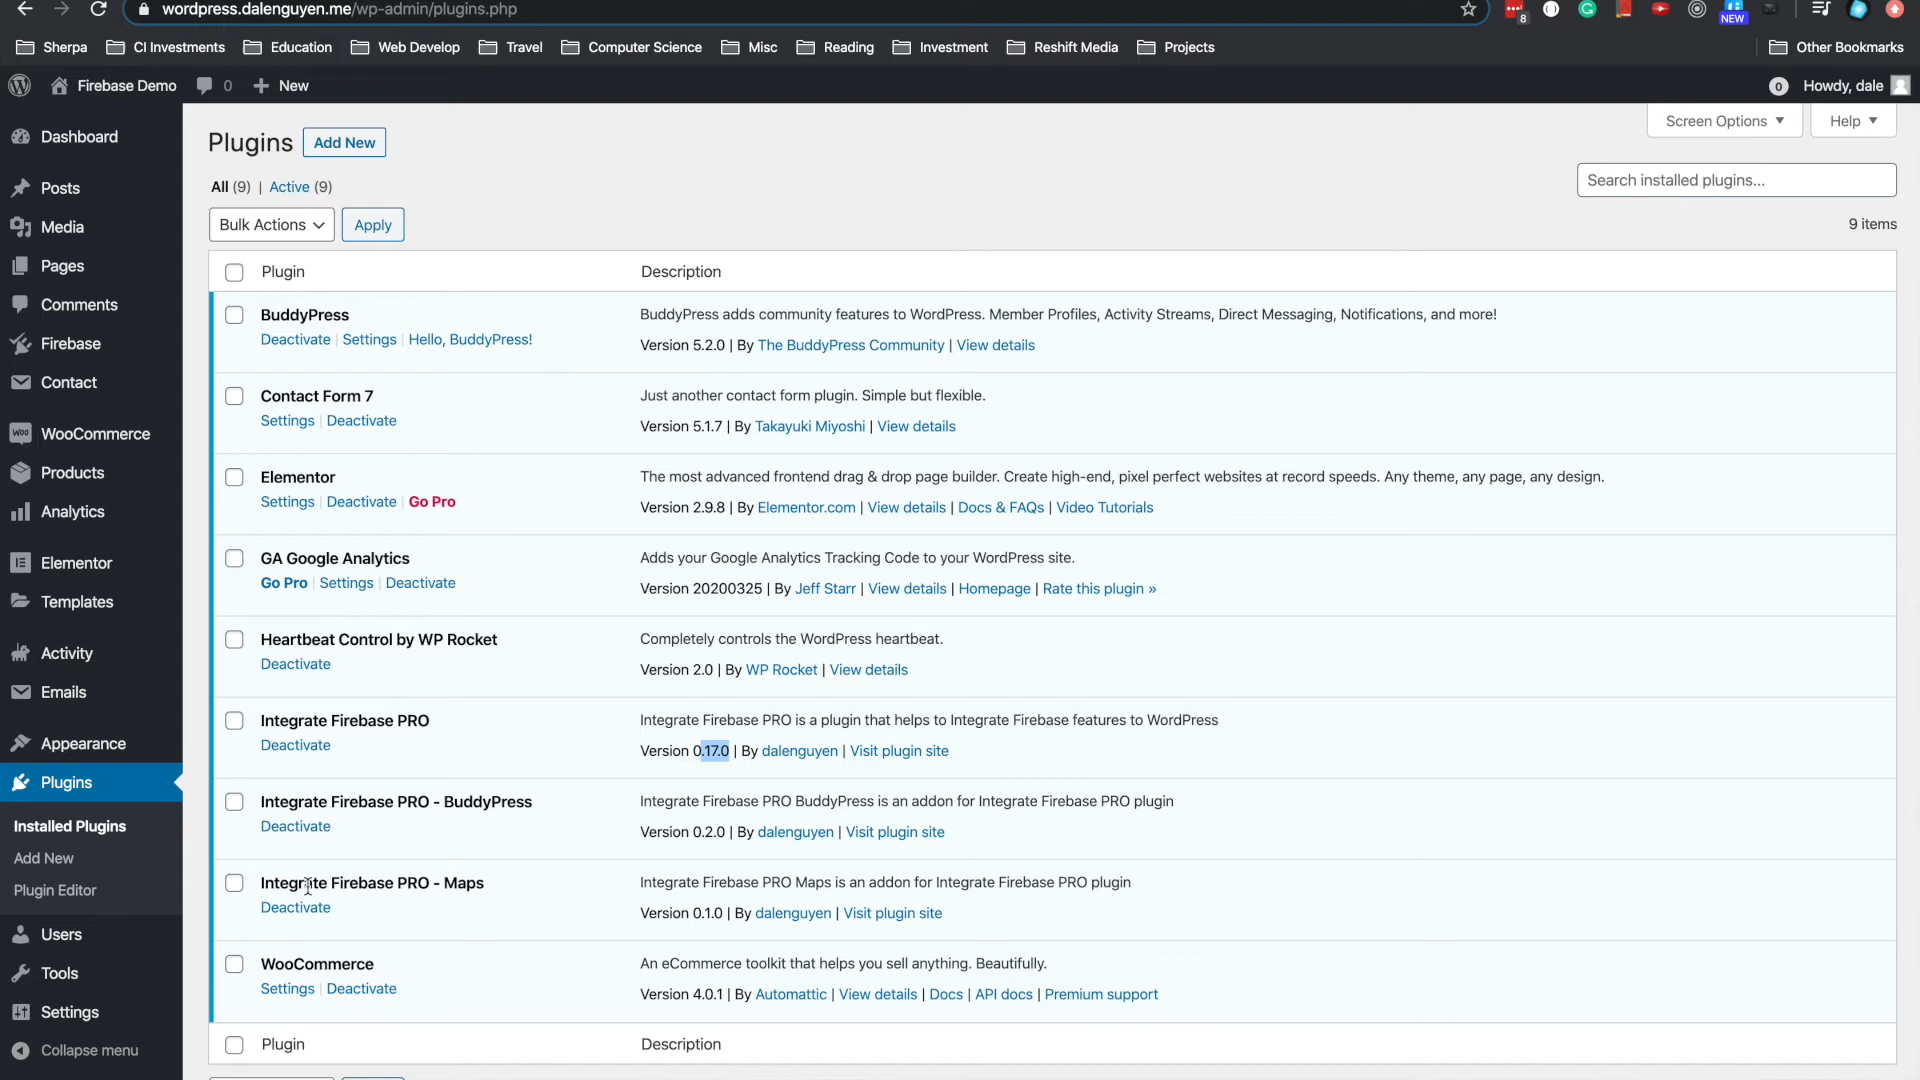 wordpress.dalenguyen.me/wp-admin/plugins.php
8
NEW
Sherpa
CI Investments
Education
Web Develop
Travel
Computer Science
Misc
Reading
Investment
Reshift Media
Projects
Other Bookmarks
Firebase Demo
0
New
0
Howdy, dale
Dashboard
Posts
Media
Pages
Comments
Firebase
Contact
WooCommerce
Products
Analytics
Elementor
Templates
Activity
Emails
Appearance
Plugins
Installed Plugins
Add New
Plugin Editor
Users
Tools
Settings
Collapse menu
Screen Options
Help
Plugins
Add New
All (9) | Active (9)
Search installed plugins...
Bulk Actions
Apply
9 items
Plugin
Description
BuddyPress
Deactivate | Settings | Hello, BuddyPress!
BuddyPress adds community features to WordPress. Member Profiles, Activity Streams, Direct Messaging, Notifications, and more!
Version 5.2.0 | By The BuddyPress Community | View details
Contact Form 7
Settings | Deactivate
Just another contact form plugin. Simple but flexible.
Version 5.1.7 | By Takayuki Miyoshi | View details
Elementor
Settings | Deactivate | Go Pro
The most advanced frontend drag & drop page builder. Create high-end, pixel perfect websites at record speeds. Any theme, any page, any design.
Version 2.9.8 | By Elementor.com | View details | Docs & FAQs | Video Tutorials
GA Google Analytics
Go Pro | Settings | Deactivate
Adds your Google Analytics Tracking Code to your WordPress site.
Version 20200325 | By Jeff Starr | View details | Homepage | Rate this plugin »
Heartbeat Control by WP Rocket
Deactivate
Completely controls the WordPress heartbeat.
Version 2.0 | By WP Rocket | View details
Integrate Firebase PRO
Deactivate
Integrate Firebase PRO is a plugin that helps to Integrate Firebase features to WordPress
Version 0.17.0 | By dalenguyen | Visit plugin site
Integrate Firebase PRO - BuddyPress
Deactivate
Integrate Firebase PRO BuddyPress is an addon for Integrate Firebase PRO plugin
Version 0.2.0 | By dalenguyen | Visit plugin site
Integrate Firebase PRO - Maps
Deactivate
Integrate Firebase PRO Maps is an addon for Integrate Firebase PRO plugin
Version 0.1.0 | By dalenguyen | Visit plugin site
WooCommerce
Settings | Deactivate
An eCommerce toolkit that helps you sell anything. Beautifully.
Version 4.0.1 | By Automattic | View details | Docs | API docs | Premium support
Plugin
Description